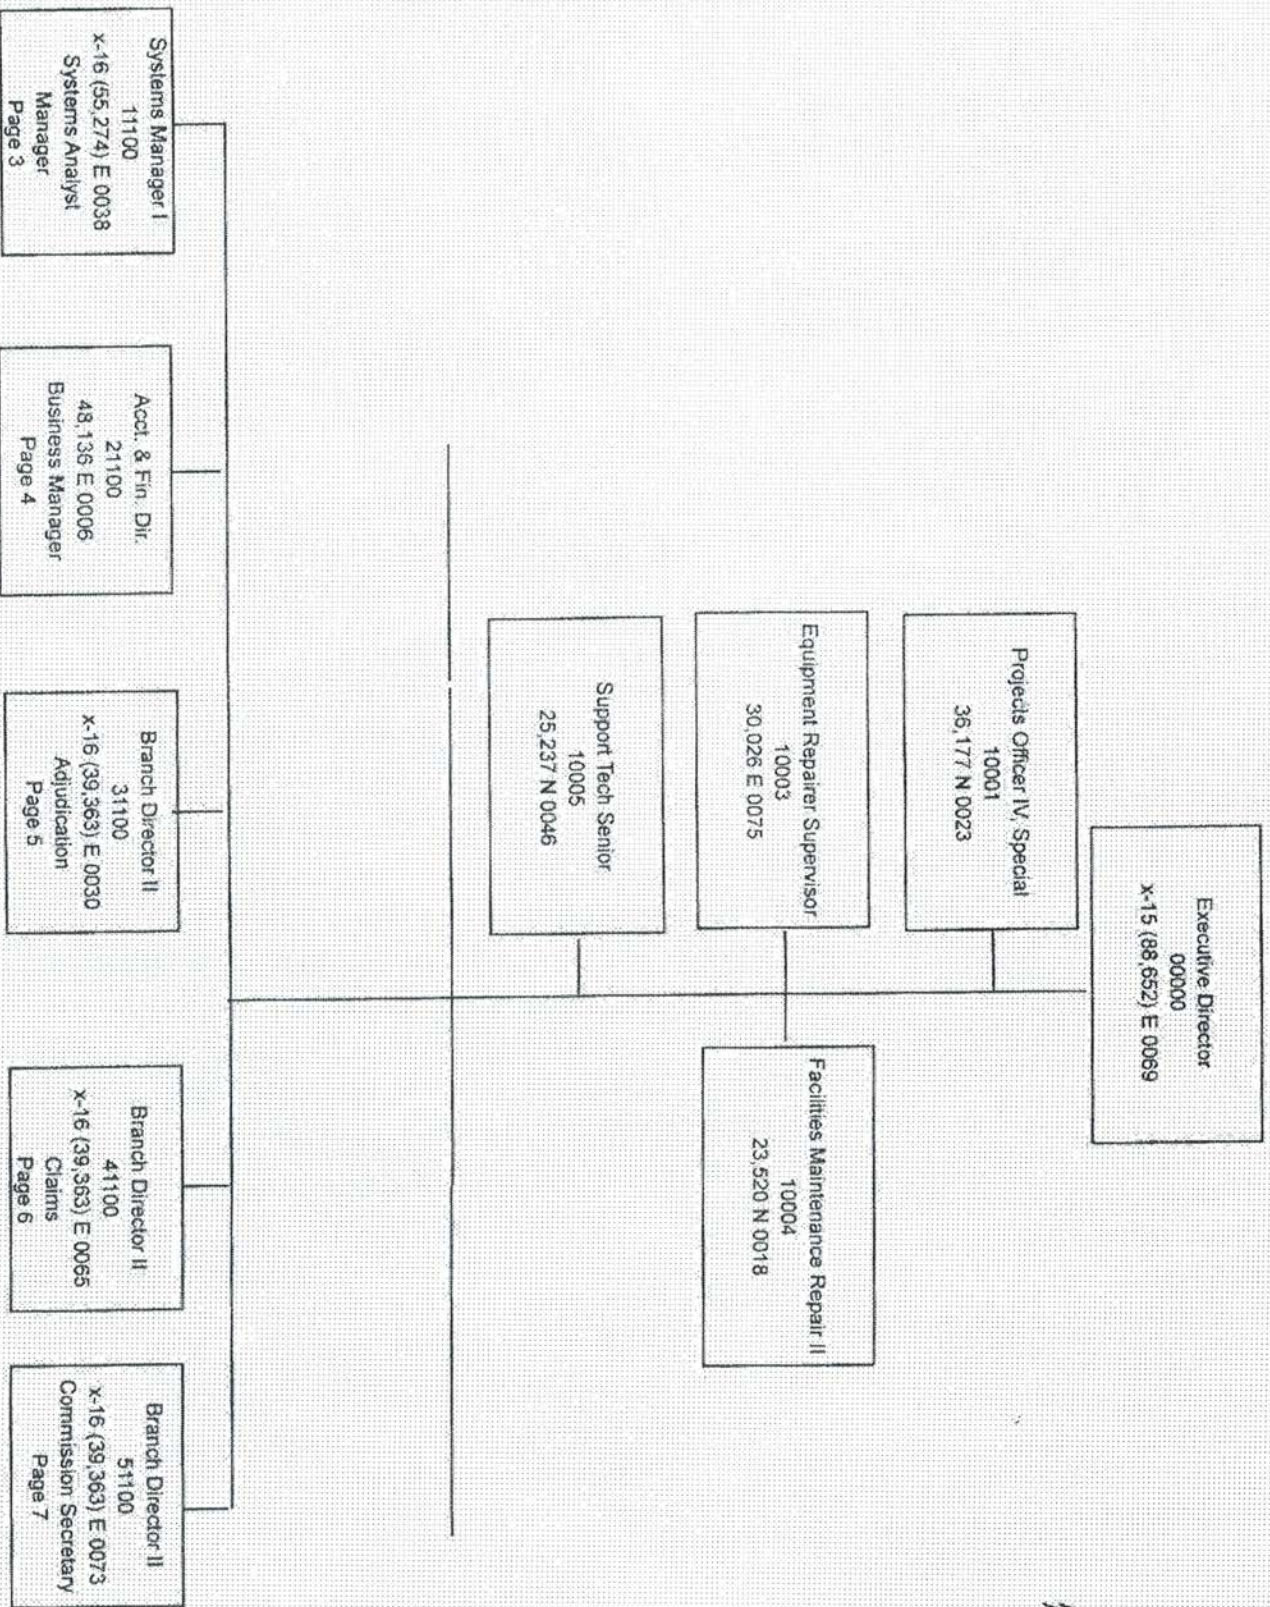 Executive Director
00000
x-15 (88,652) E 0069
Projects Officer IV, Special
10001
36,177 N 0023
Equipment Repairer Supervisor
10003
30,026 E 0075
Facilities Maintenance Repair II
10004
23,520 N 0018
Support Tech Senior
10005
25,237 N 0046
Systems Manager I
11100
x-16 (55,274) E 0038
Systems Analyst
Manager
Page 3
Acct. & Fin. Dir.
21100
48,136 E 0006
Business Manager
Page 4
Branch Director II
31100
x-16 (39,363) E 0030
Adjudication
Page 5
Branch Director II
41100
x-16 (39,363) E 0065
Claims
Page 6
Branch Director II
51100
x-16 (39,363) E 0073
Commission Secretary
Page 7